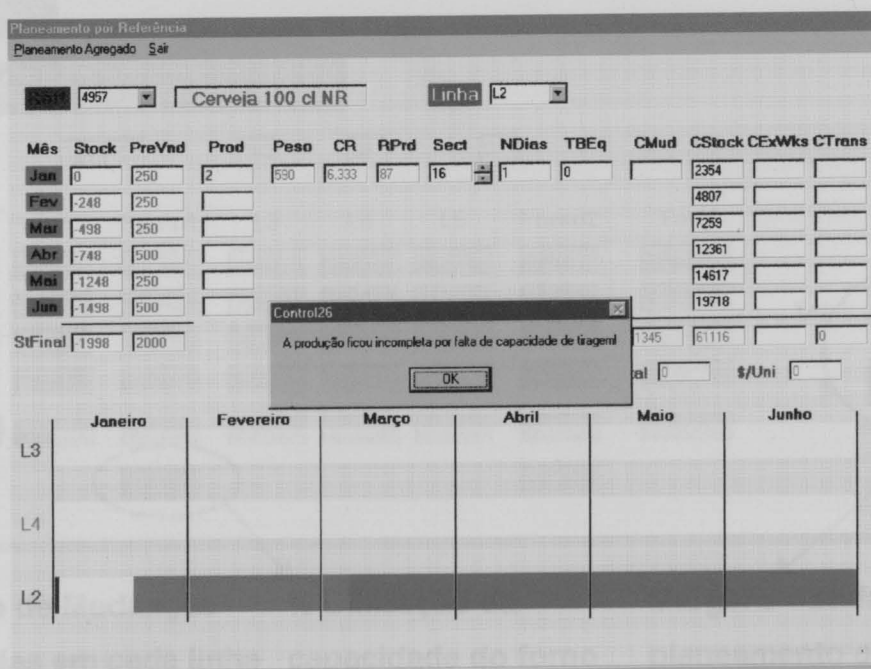 Planeamento por Referência
Planeamento Agregado Sair
4957 Cerveja 100 cl NR Linha L2
Mês Stock PreVnd Prod Peso CR RPrd Sect NDias TBEq CMud CStock CExWks CTrans
Jan 0 250 2 590 6.333 87 16 1 0 2354
Fev -248 250 4807
Mar -498 250 7259
Abr -748 500 12361
Mai -1248 250 14617
Jun -1498 500 19718
StFinal -1998 2000 1345 61116 0
Control26
A produção ficou incompleta por falta de capacidade de tiragem!
OK
tal 0 $/Uni 0
Janeiro Fevereiro Março Abril Maio Junho
L3
L4
L2